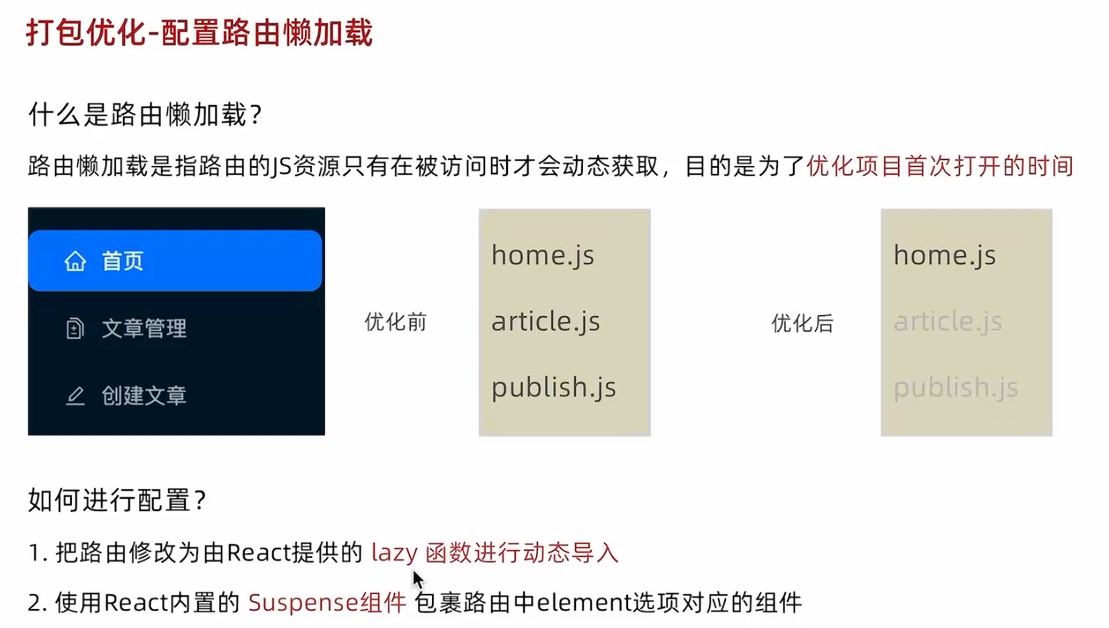 打包优化-配置路由懒加载
什么是路由懒加载？
路由懒加载是指路由的JS资源只有在被访问时才会动态获取，目的是为了优化项目首次打开的时间
首页
文章管理
创建文章
优化前
home.js
article.js
publish.js
优化后
home.js
article.js
publish.js
如何进行配置？
1. 把路由修改为由React提供的 lazy 函数进行动态导入
2. 使用React内置的 Suspense组件 包裹路由中element选项对应的组件